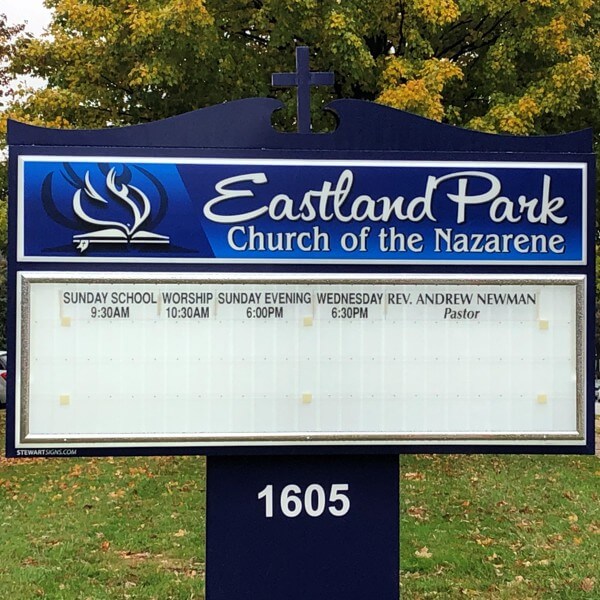 Eastland Park
Church of the Nazarene
SUNDAY SCHOOL WORSHIP SUNDAY EVENING WEDNESDAY REV. ANDREW NEWMAN
9:30AM 10:30AM 6:00PM 6:30PM Pastor
STEWARTSIGNS.COM
1605